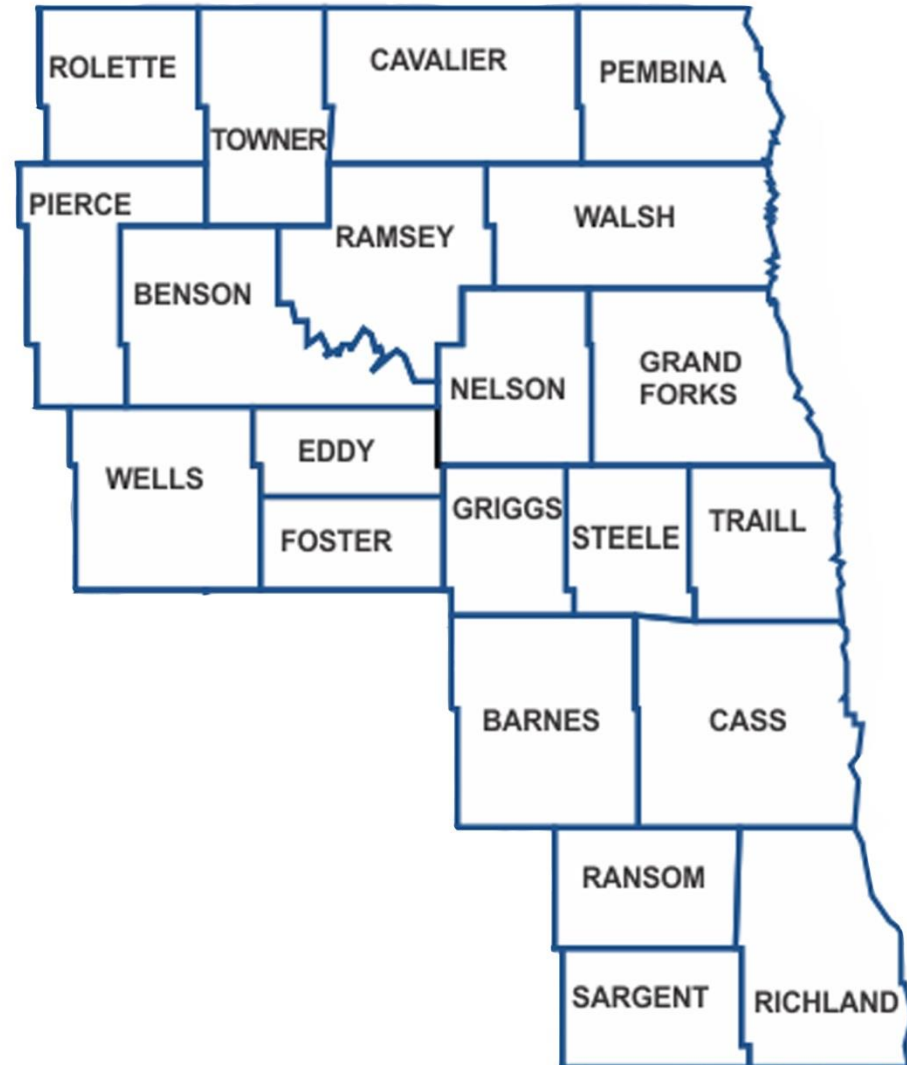 ROLETTE
CAVALIER
PEMBINA
TOWNER
PIERCE
RAMSEY
WALSH
BENSON
NELSON
GRAND
FORKS
EDDY
WELLS
GRIGGS
TRAILL
FOSTER
STEELE
BARNES
CASS
RANSOM
SARGENT
RICHLAND